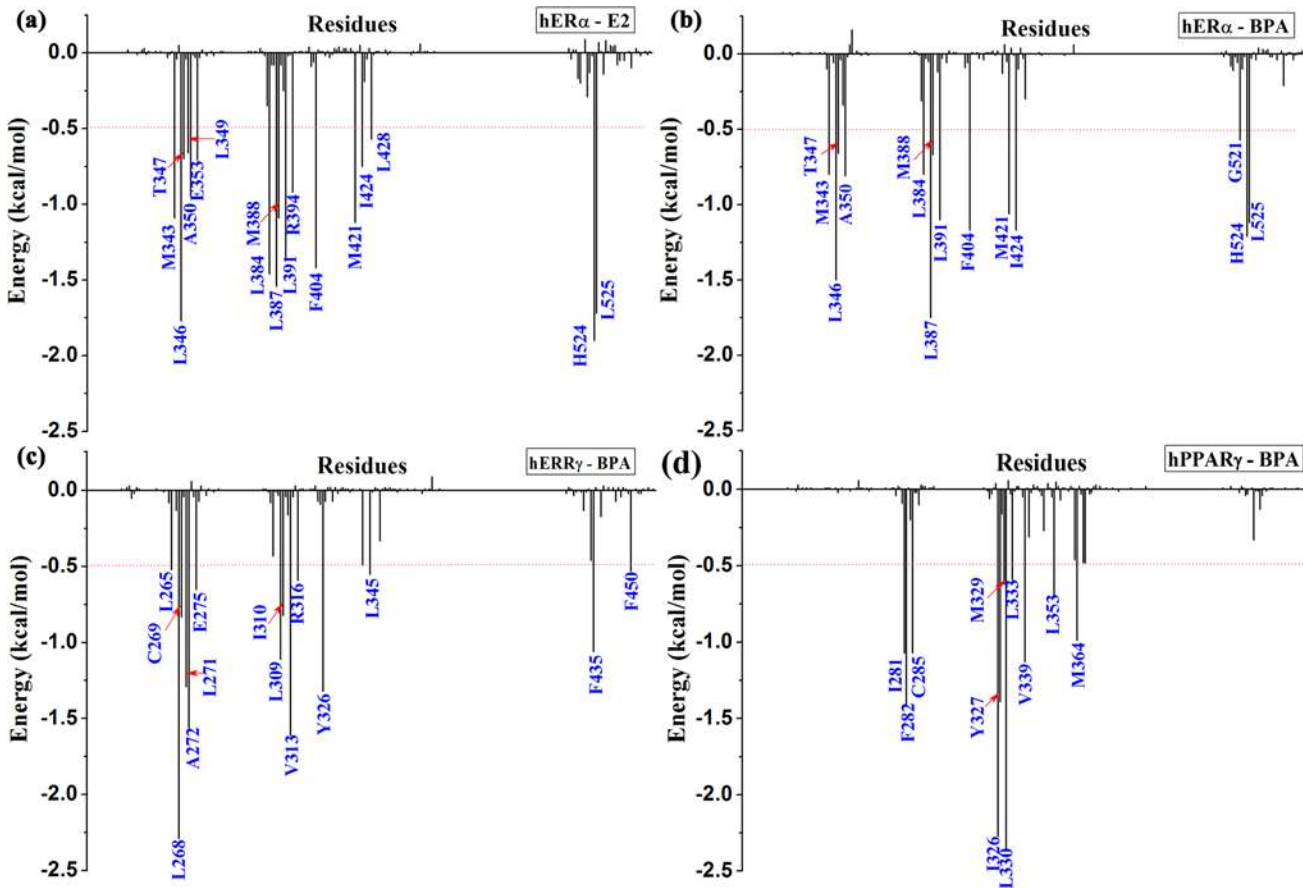 (a)
Residues
hERα - E2
Energy (kcal/mol)
0.0
-0.5
-1.0
-1.5
-2.0
-2.5
M343
T347
L346
A350
E353
L349
L384
M388
L387
L391
R394
F404
M421
I424
L428
H524
L525
(b)
Residues
hERα - BPA
Energy (kcal/mol)
0.0
-0.5
-1.0
-1.5
-2.0
-2.5
T347
M343
A350
L346
M388
L384
L391
L387
F404
M421
I424
G521
H524
L525
(c)
Residues
hERRγ - BPA
Energy (kcal/mol)
0.0
-0.5
-1.0
-1.5
-2.0
-2.5
L265
C269
E275
L271
A272
L268
I310
R316
L309
V313
Y326
L345
F435
F450
(d)
Residues
hPPARγ - BPA
Energy (kcal/mol)
0.0
-0.5
-1.0
-1.5
-2.0
-2.5
I281
F282
C285
M329
L333
Y327
I326
L330
V339
L353
M364